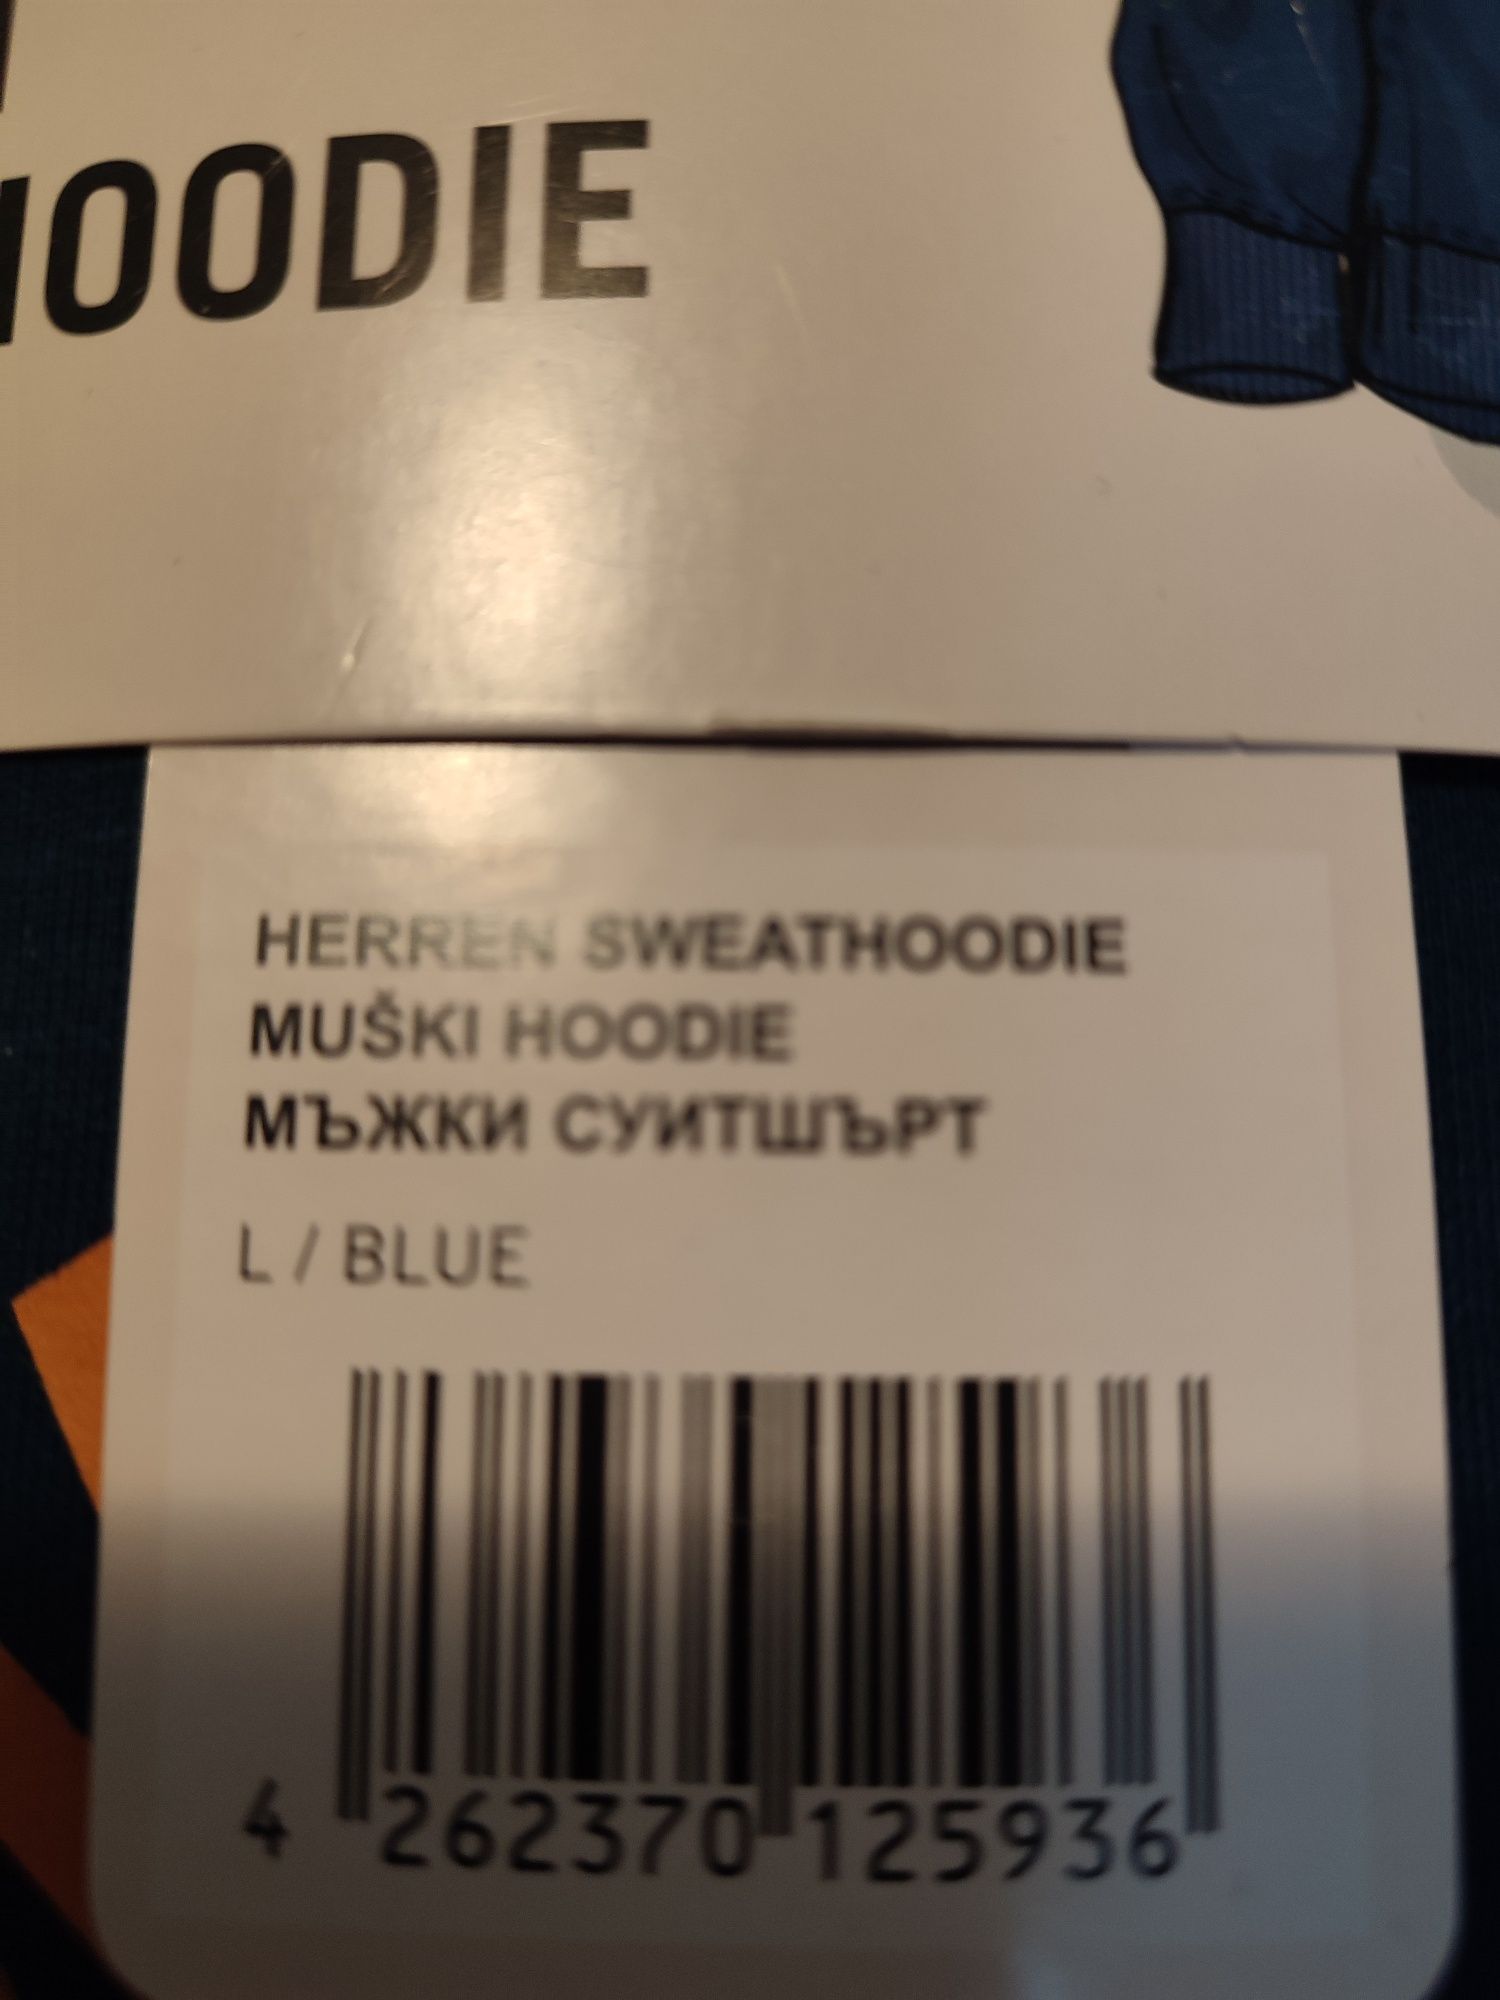 HOODIE
HERREN SWEATHOODIE
MUŠKI HOODIE
МЪЖКИ СУИТШЪРТ
L / BLUE
4 262370 125936